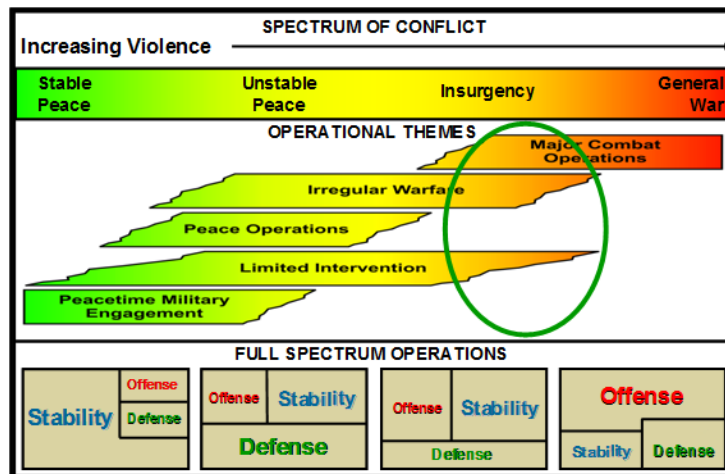 SPECTRUM OF CONFLICT
Increasing Violence
Stable Peace
Unstable Peace
Insurgency
General War
OPERATIONAL THEMES
Major Combat
Operations
Irregular Warfare
Peace Operations
Limited Intervention
Peacetime Military
Engagement
FULL SPECTRUM OPERATIONS
Stability
Offense
Defense
Offense
Stability
Defense
Offense
Stability
Defense
Offense
Stability
Defense